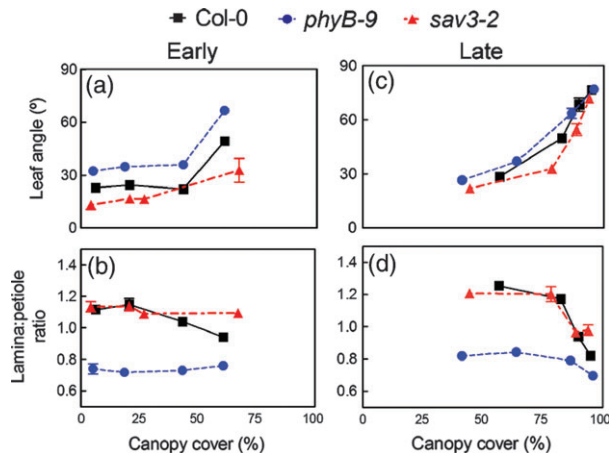 Col-0 phyB-9 sav3-2
Early Late
(a) (c)
Leaf angle (º)
90
60
30
0
90
60
30
0
(b) (d)
Lamina:petiole
ratio
1.4
1.2
1.0
0.8
0.6
1.4
1.2
1.0
0.8
0.6
0 25 50 75 100 0 25 50 75 100
Canopy cover (%) Canopy cover (%)